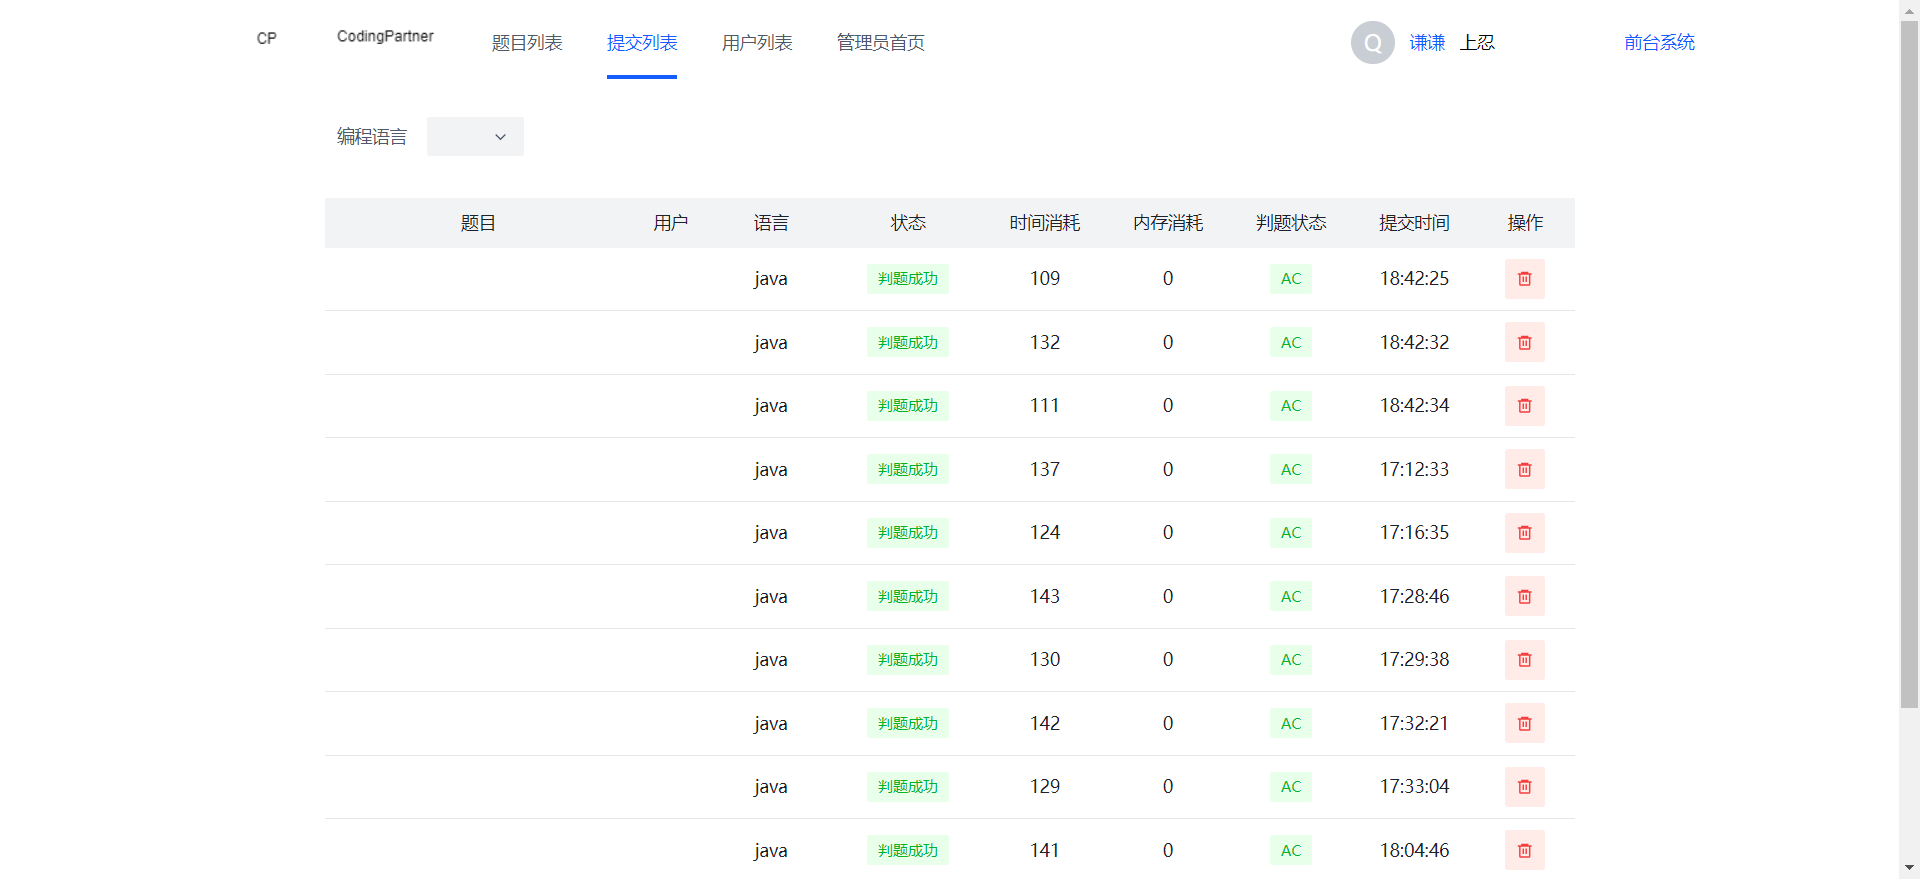 CP CodingPartner 题目列表 提交列表 用户列表 管理员首页 Q 谦谦 上忍 前台系统
编程语言
题目 用户 语言 状态 时间消耗 内存消耗 判题状态 提交时间 操作
java 判题成功 109 0 AC 18:42:25
java 判题成功 132 0 AC 18:42:32
java 判题成功 111 0 AC 18:42:34
java 判题成功 137 0 AC 17:12:33
java 判题成功 124 0 AC 17:16:35
java 判题成功 143 0 AC 17:28:46
java 判题成功 130 0 AC 17:29:38
java 判题成功 142 0 AC 17:32:21
java 判题成功 129 0 AC 17:33:04
java 判题成功 141 0 AC 18:04:46